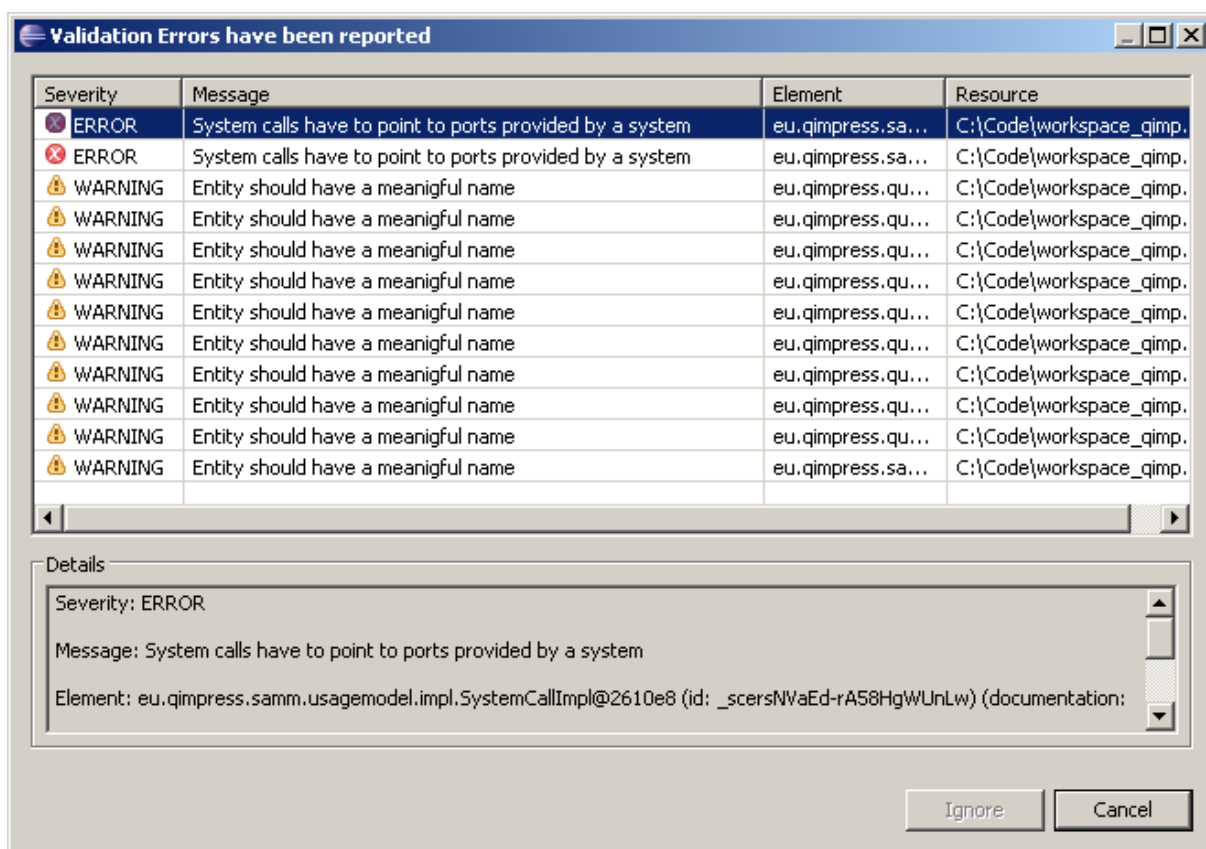 Validation Errors have been reported
Severity Message Element Resource
ERROR System calls have to point to ports provided by a system eu.qimpress.sa... C:\Code\workspace_qimp.
ERROR System calls have to point to ports provided by a system eu.qimpress.sa... C:\Code\workspace_qimp.
WARNING Entity should have a meanigful name eu.qimpress.qu... C:\Code\workspace_qimp.
WARNING Entity should have a meanigful name eu.qimpress.qu... C:\Code\workspace_qimp.
WARNING Entity should have a meanigful name eu.qimpress.qu... C:\Code\workspace_qimp.
WARNING Entity should have a meanigful name eu.qimpress.qu... C:\Code\workspace_qimp.
WARNING Entity should have a meanigful name eu.qimpress.qu... C:\Code\workspace_qimp.
WARNING Entity should have a meanigful name eu.qimpress.qu... C:\Code\workspace_qimp.
WARNING Entity should have a meanigful name eu.qimpress.qu... C:\Code\workspace_qimp.
WARNING Entity should have a meanigful name eu.qimpress.qu... C:\Code\workspace_qimp.
WARNING Entity should have a meanigful name eu.qimpress.qu... C:\Code\workspace_qimp.
WARNING Entity should have a meanigful name eu.qimpress.sa... C:\Code\workspace_qimp.
Details
Severity: ERROR
Message: System calls have to point to ports provided by a system
Element: eu.qimpress.samm.usagemodel.impl.SystemCallImpl@2610e8 (id: _scersNVaEd-rA58HgWUnLw) (documentation:
Ignore Cancel